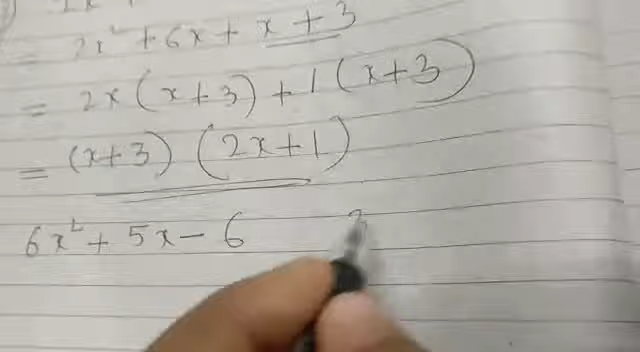 = 2x² + 6x + x + 3
= 2x (x+3) + 1 (x+3)
= (x+3) (2x+1)
6x² + 5x - 6